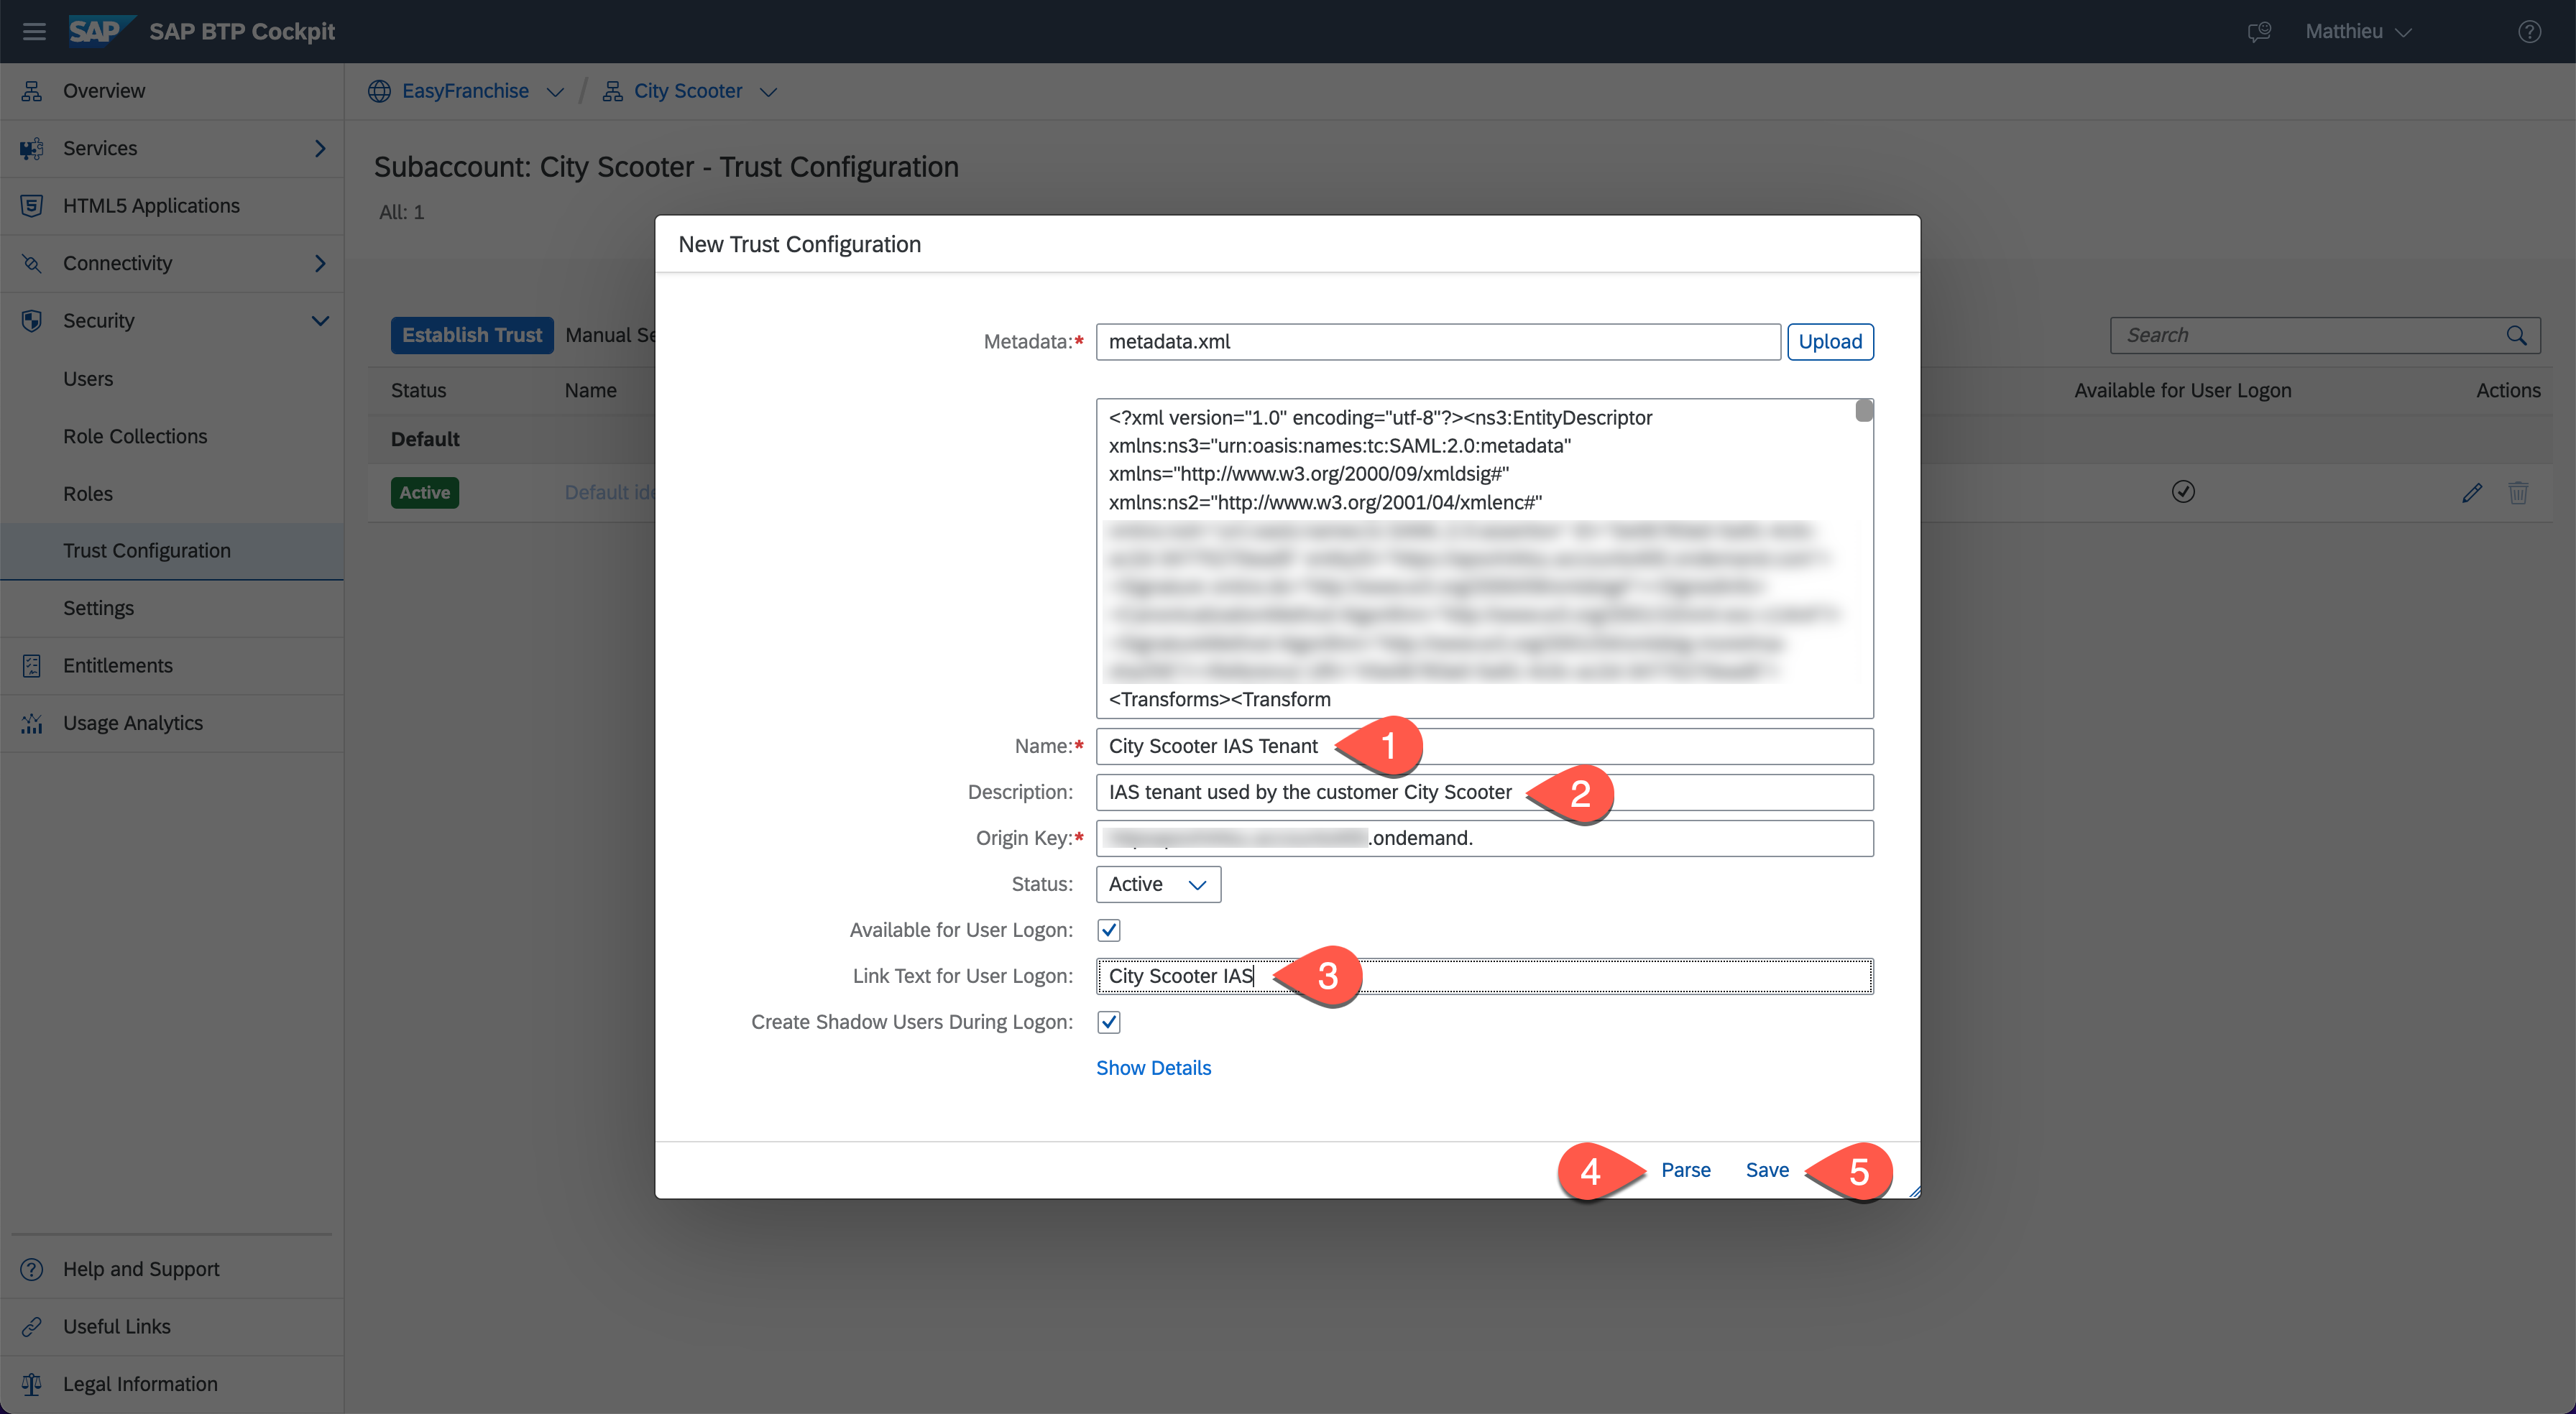 SAP SAP BTP Cockpit
Matthieu
Overview
Services
HTML5 Applications
Connectivity
Security
Users
Role Collections
Roles
Trust Configuration
Settings
Entitlements
Usage Analytics
Help and Support
Useful Links
Legal Information
EasyFranchise / City Scooter
Subaccount: City Scooter - Trust Configuration
All: 1
Establish Trust Manual Se
Search
Status Name Available for User Logon Actions
Default
Active Default ide
New Trust Configuration
Metadata:* metadata.xml Upload
<?xml version="1.0" encoding="utf-8"?><ns3:EntityDescriptor
xmlns:ns3="urn:oasis:names:tc:SAML:2.0:metadata"
xmlns="http://www.w3.org/2000/09/xmldsig#"
xmlns:ns2="http://www.w3.org/2001/04/xmlenc#"
<Transforms><Transform
Name:* City Scooter IAS Tenant 1
Description: IAS tenant used by the customer City Scooter 2
Origin Key:* .ondemand.
Status: Active
Available for User Logon:
Link Text for User Logon: City Scooter IAS 3
Create Shadow Users During Logon:
Show Details
4 Parse Save 5